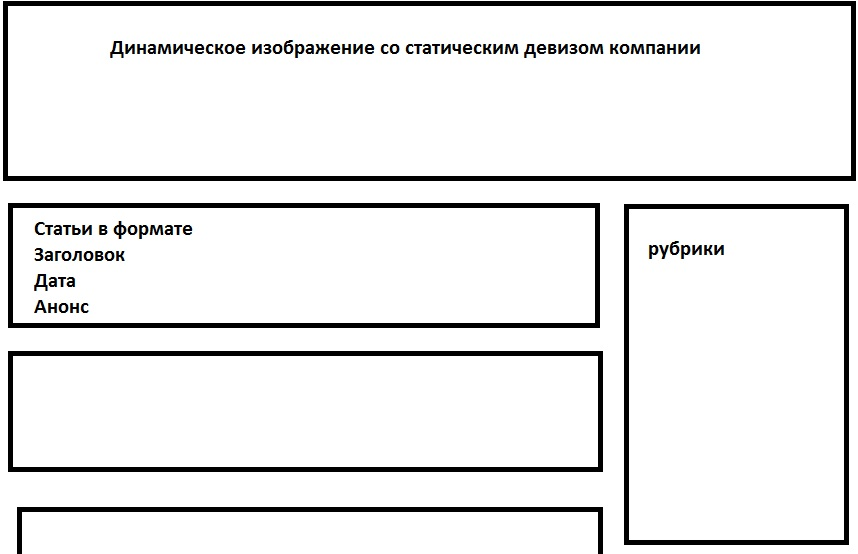 Динамическое изображение со статическим девизом компании
Статьи в формате
Заголовок
Дата
Анонс
рубрики